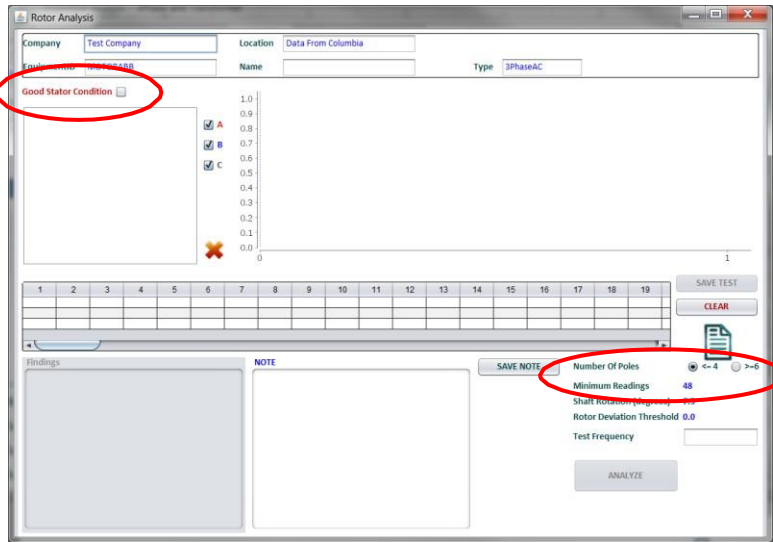 Rotor Analysis
Company Test Company Location Data From Columbia
EquipmentID Name Type 3PhaseAC
Good Stator Condition
A
B
C
1.0
0.9
0.8
0.7
0.6
0.5
0.4
0.3
0.2
0.1
0.0
0 1
1 2 3 4 5 6 7 8 9 10 11 12 13 14 15 16 17 18 19
SAVE TEST
CLEAR
Findings NOTE SAVE NOTE
Number Of Poles <= 4 >=6
Minimum Readings 48
Shaft Rotation (degrees)
Rotor Deviation Threshold 0.0
Test Frequency
ANALYZE